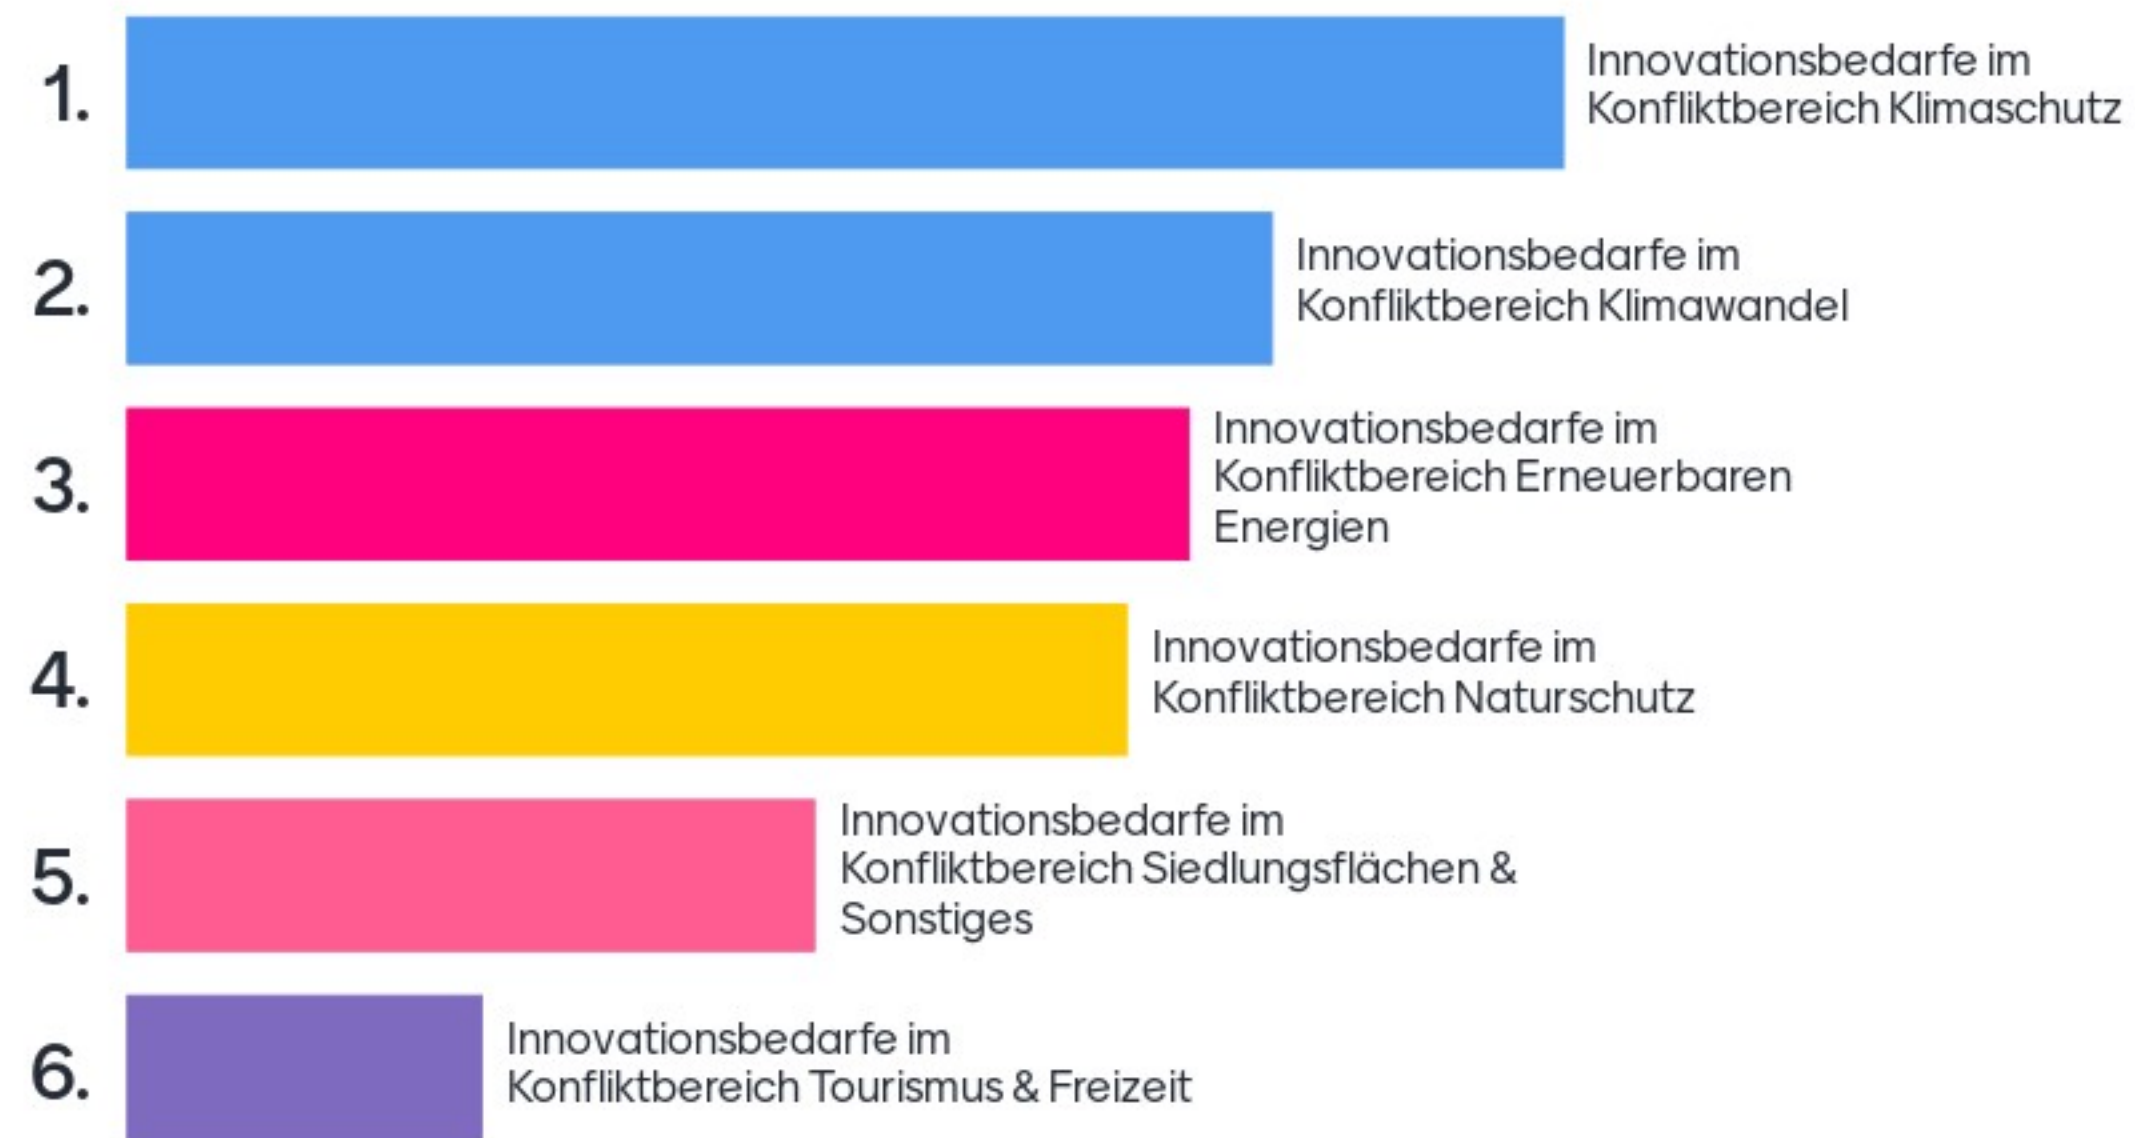 1.
Innovationsbedarfe im
Konfliktbereich Klimaschutz
2.
Innovationsbedarfe im
Konfliktbereich Klimawandel
3.
Innovationsbedarfe im
Konfliktbereich Erneuerbaren
Energien
4.
Innovationsbedarfe im
Konfliktbereich Naturschutz
5.
Innovationsbedarfe im
Konfliktbereich Siedlungsflächen &
Sonstiges
6.
Innovationsbedarfe im
Konfliktbereich Tourismus & Freizeit